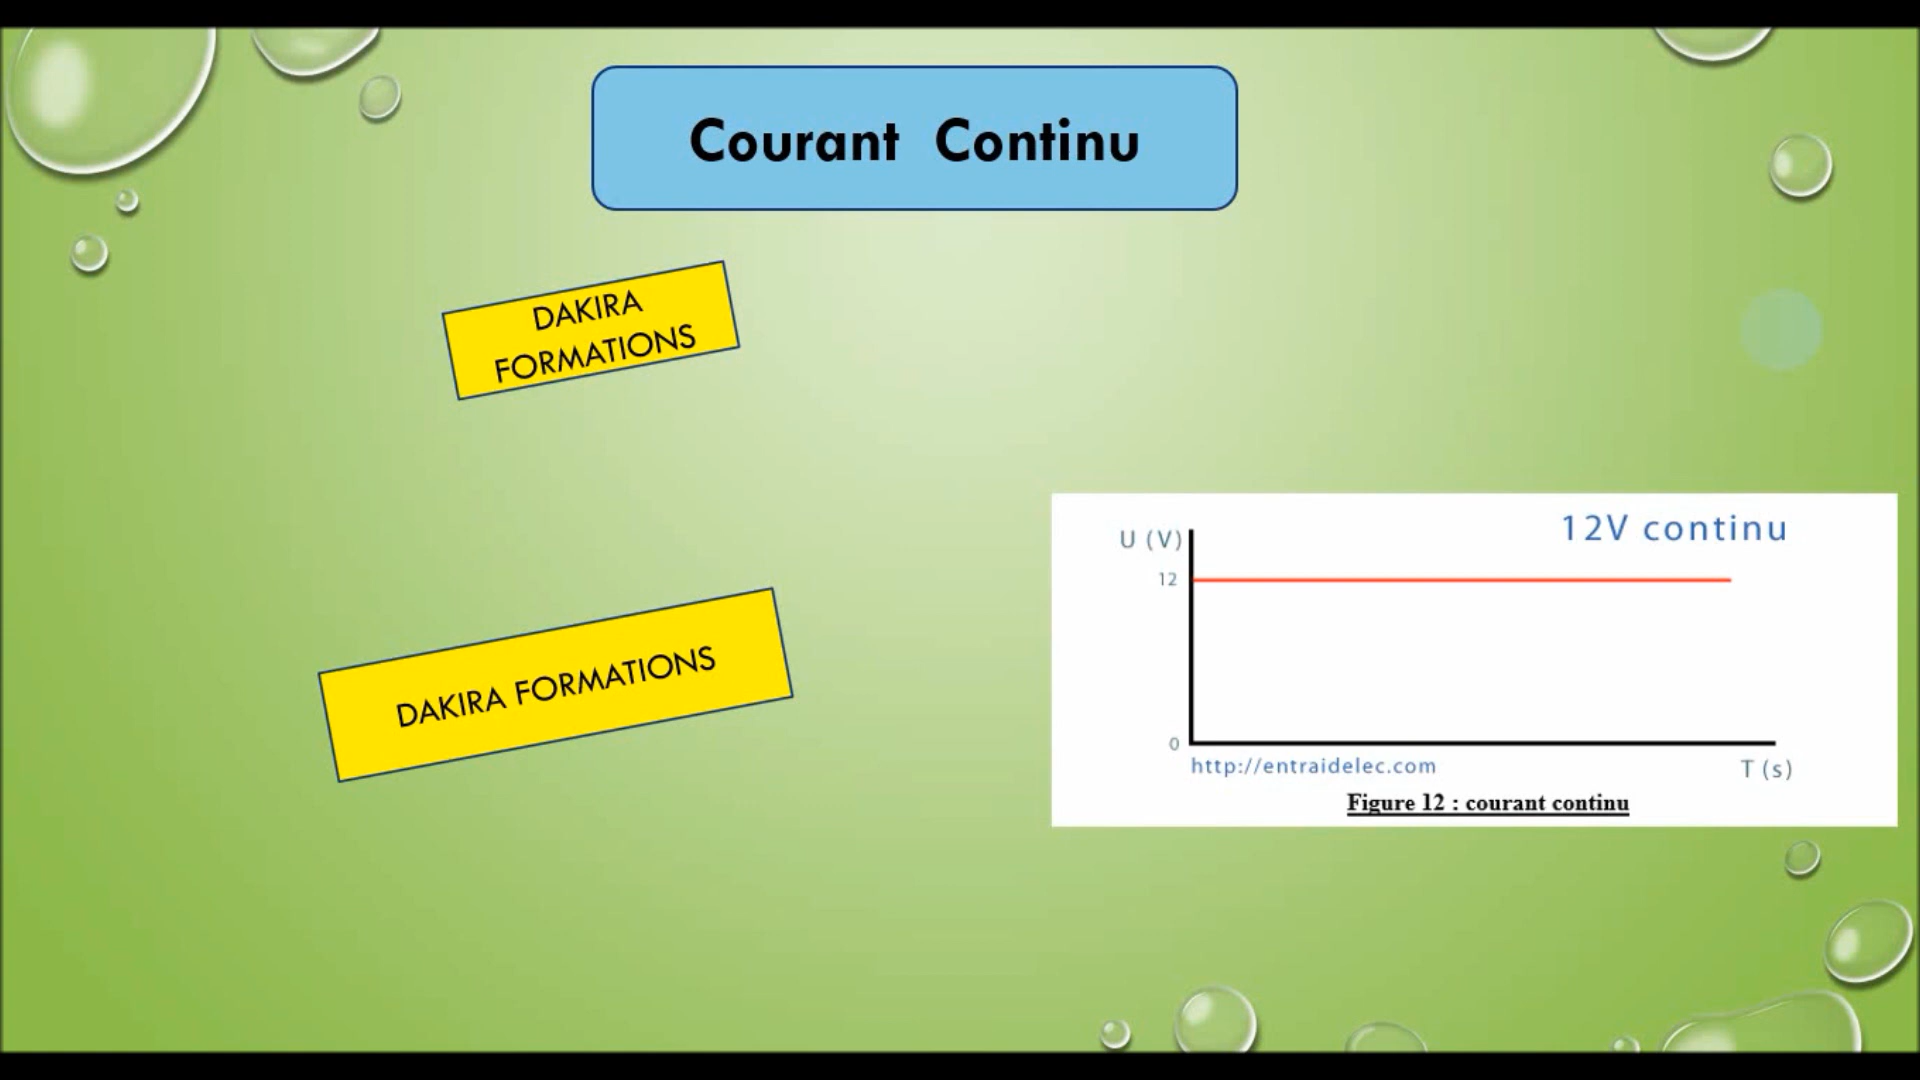 Courant Continu
DAKIRA
FORMATIONS
DAKIRA FORMATIONS
12V continu
U (V)
12
0
http://entraidelec.com
T (s)
Figure 12 : courant continu